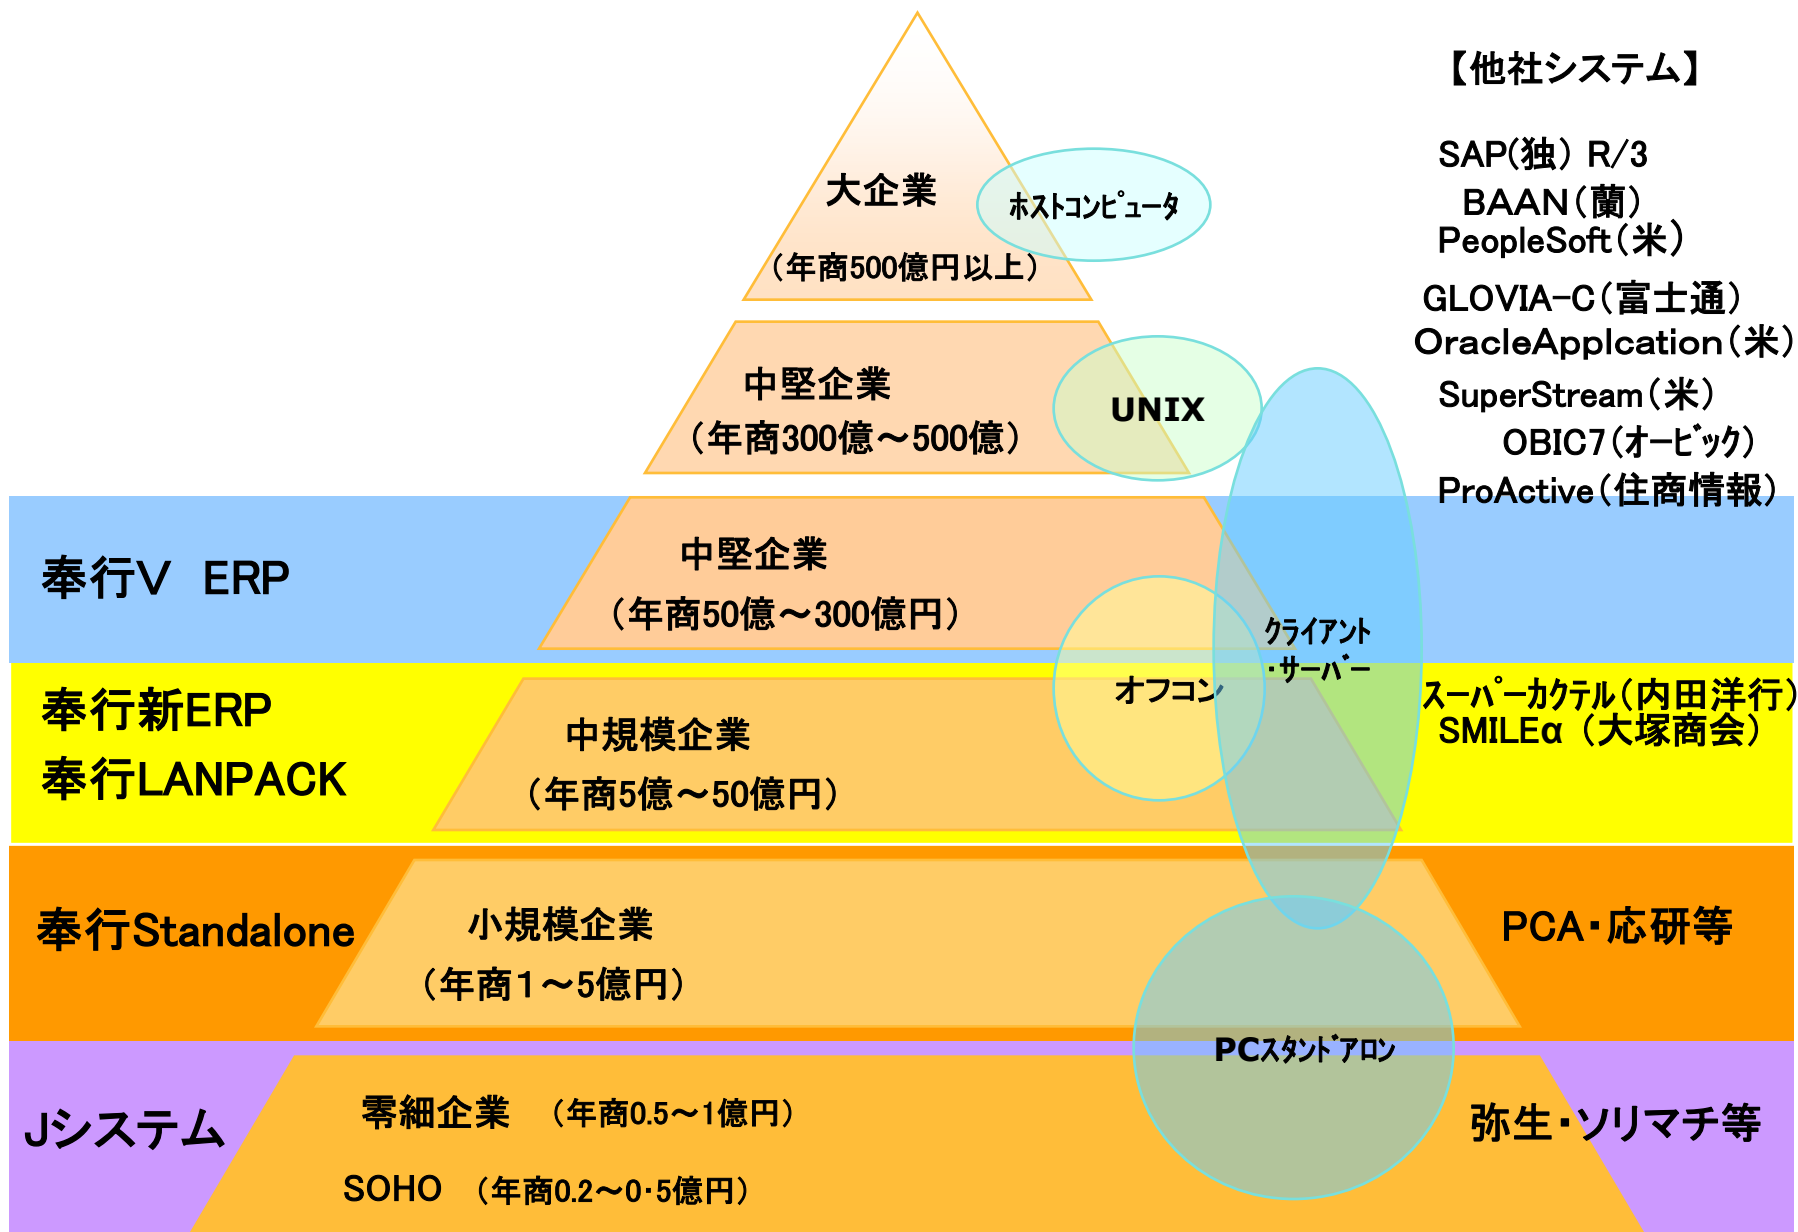 【他社システム】
大企業
（年商500億円以上）
ﾎｽﾄｺﾝﾋﾟｭｰﾀ
SAP(独） R/3
BAAN（蘭）
PeopleSoft（米）
GLOVIA-C（富士通）
OracleApplcation（米）
中堅企業
（年商300億～500億）
UNIX
SuperStream（米）
OBIC7（ｵｰﾋﾞｯｸ）
ProActive（住商情報）
奉行Ⅴ　ERP
中堅企業
（年商50億～300億円）
ｸﾗｲｱﾝﾄ
・ｻｰﾊﾞｰ
奉行新ERP
奉行LANPACK
中規模企業
（年商5億～50億円）
オフコン
ｽｰﾊﾟｰｶｸﾃﾙ（内田洋行）
SMILEα （大塚商会）
奉行Standalone
小規模企業
（年商１～5億円）
PCA・応研等
PCｽﾀﾝﾄﾞｱﾛﾝ
Jシステム
零細企業　（年商0.5～1億円）
SOHO　（年商0.2～0・5億円）
弥生・ソリマチ等